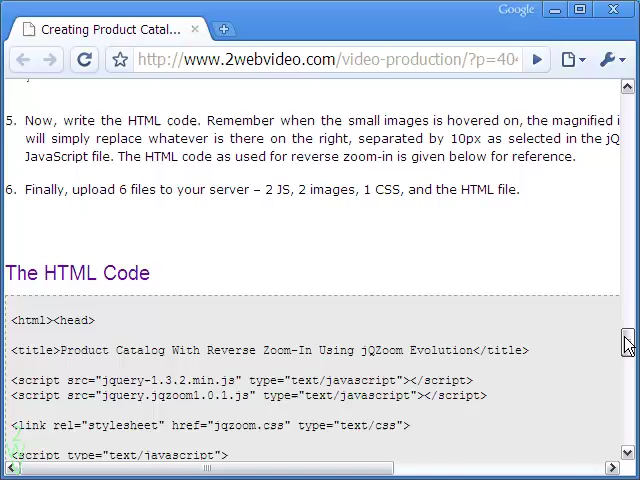 Google
Creating Product Catal...
http://www.2webvideo.com/video-production/?p=40
5. Now, write the HTML code. Remember when the small images is hovered on, the magnified i
will simply replace whatever is there on the right, separated by 10px as selected in the jQ
JavaScript file. The HTML code as used for reverse zoom-in is given below for reference.
6. Finally, upload 6 files to your server – 2 JS, 2 images, 1 CSS, and the HTML file.
The HTML Code
<html><head>
<title>Product Catalog With Reverse Zoom-In Using jQZoom Evolution</title>
<script src="jquery-1.3.2.min.js" type="text/javascript"></script>
<script src="jquery.jqzoom1.0.1.js" type="text/javascript"></script>
<link rel="stylesheet" href="jqzoom.css" type="text/css">
<script type="text/javascript">